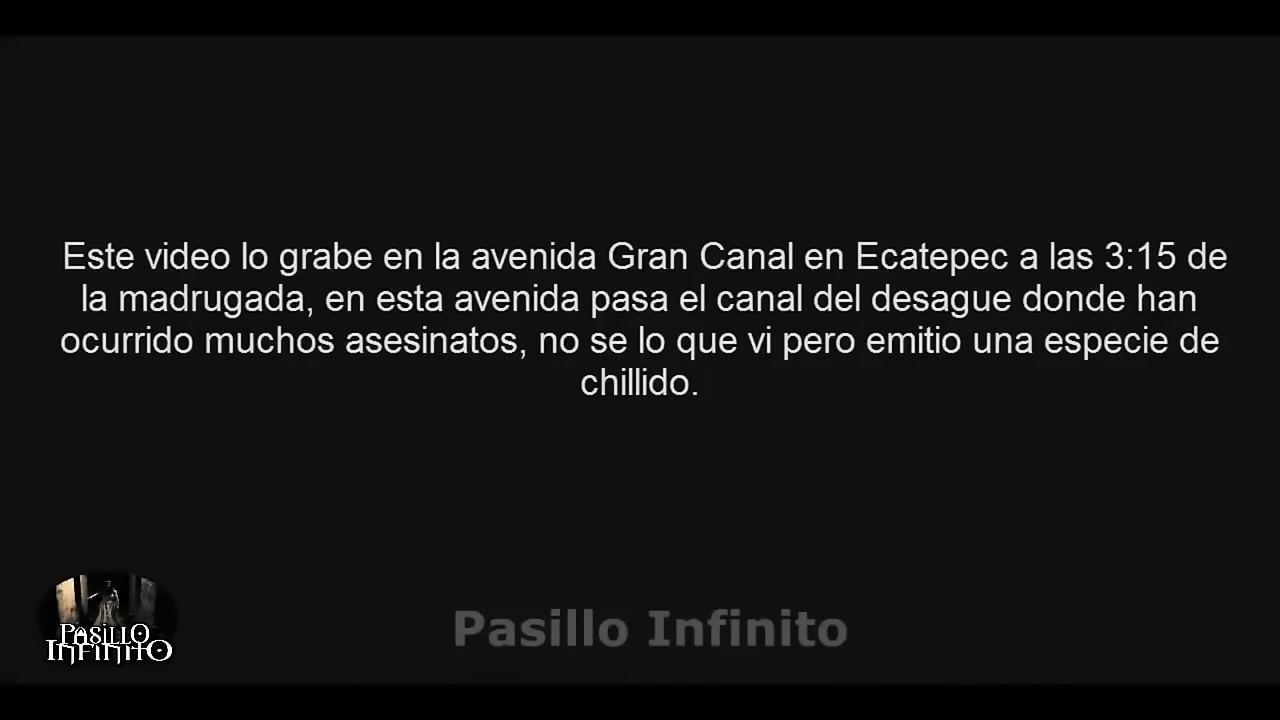 Este video lo grabe en la avenida Gran Canal en Ecatepec a las 3:15 de
la madrugada, en esta avenida pasa el canal del desague donde han
ocurrido muchos asesinatos, no se lo que vi pero emitio una especie de
chillido.
Pasillo Infinito
PASILLO
INFINITO